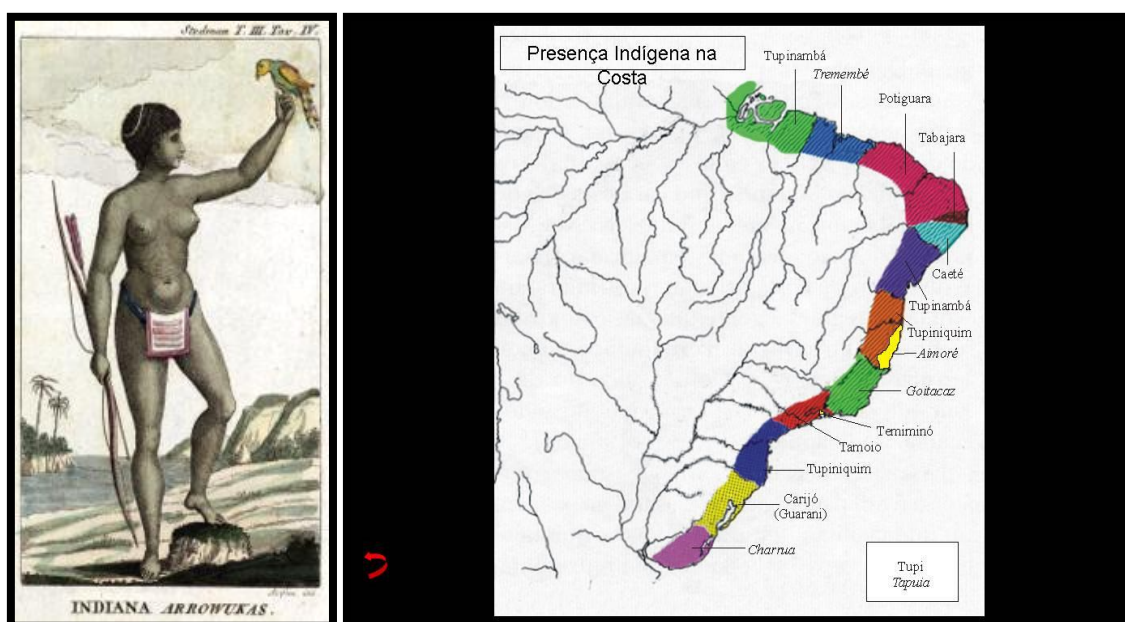 Stedman T. III. Tav. IV.
INDIANA ARROWUKAS.
Presença Indígena na
Costa
Tupinambá
Tremembé
Potiguara
Tabajara
Caeté
Tupinambá
Tupiniquim
Aimoré
Goitacaz
Temiminó
Tamoio
Tupiniquim
Carijó
(Guarani)
Charrua
Tupi
Tapuia